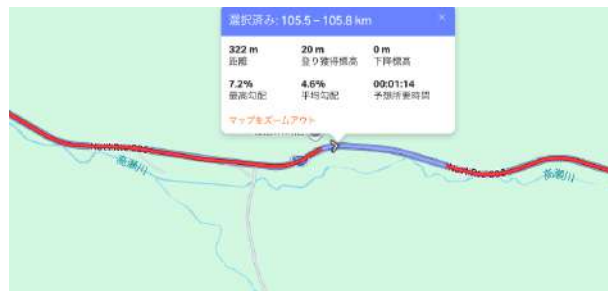 選択済み: 105.5 – 105.8 km
×
322 m 20 m 0 m
距離 登り獲得標高 下降標高
7.2% 4.6% 00:01:14
最高勾配 平均勾配 予想所要時間
マップをズームアウト